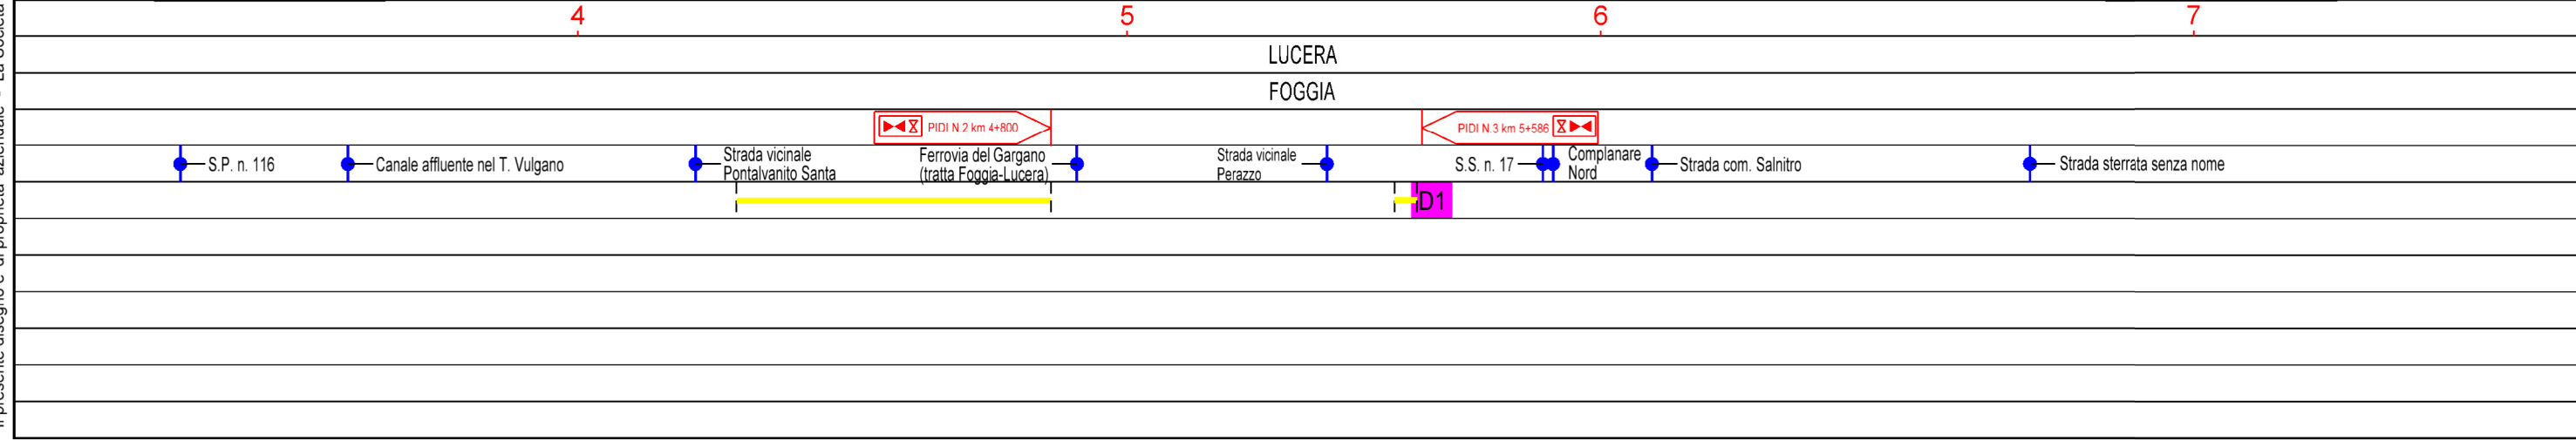 4
5
6
7
LUCERA
FOGGIA
PIDI N.2 km 4+800
PIDI N.3 km 5+586
S.P. n. 116
Canale affluente nel T. Vulgano
Strada vicinale
Pontalvanito Santa
Ferrovia del Gargano
(tratta Foggia-Lucera)
Strada vicinale
Perazzo
S.S. n. 17
Complanare
Nord
Strada com. Salnitro
Strada sterrata senza nome
D1